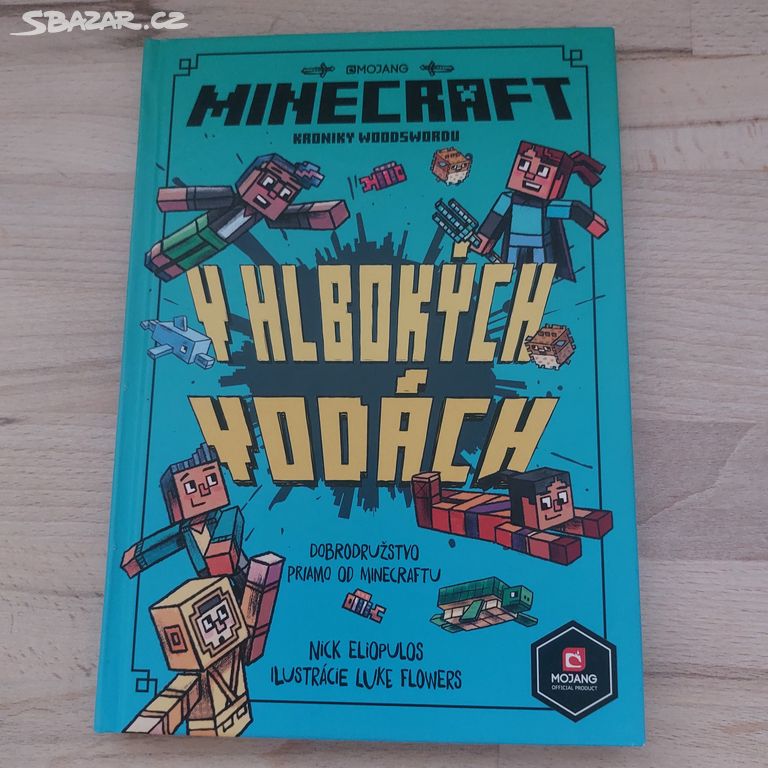 SBAZAR.CZ
MOJANG
MINECRAFT
KRONIKY WOODSWORDU
V HLBOKÝCH
VODÁCH
DOBRODRUŽSTVO
PRIAMO OD MINECRAFTU
NICK ELIOPULOS
ILUSTRÁCIE LUKE FLOWERS
MOJANG
OFFICIAL PRODUCT